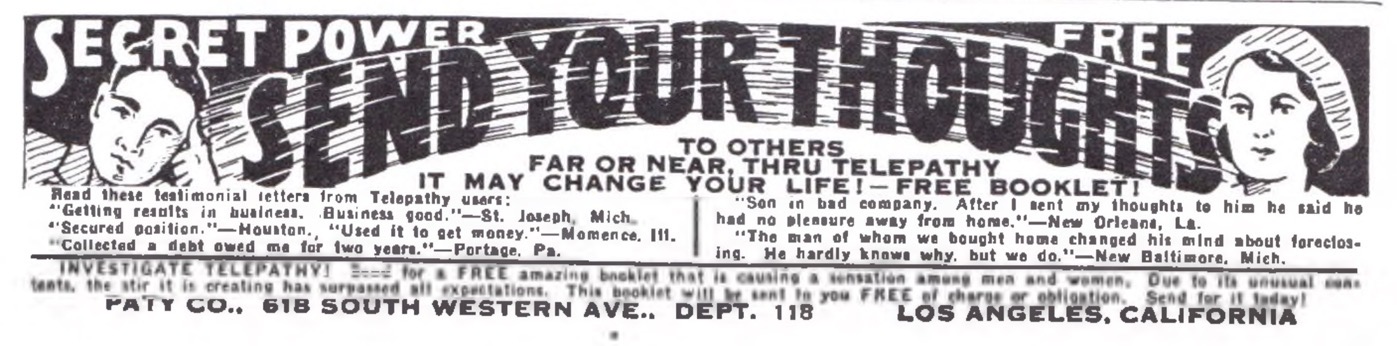 SECRET POWER
FREE
SEND YOUR THOUGHTS
TO OTHERS
FAR OR NEAR, THRU TELEPATHY
IT MAY CHANGE YOUR LIFE!—FREE BOOKLET!
Read these testimonial letters from Telepathy users:
"Getting results in business. Business good."—St. Joseph, Mich.
"Secured position."—Houston., "Used it to get money."—Momence, Ill.
"Collected a debt owed me for two years."—Portage, Pa.
"Son in bad company. After I sent my thoughts to him he said he
had no pleasure away from home."—New Orleans, La.
"The man of whom we bought home changed his mind about foreclos-
ing. He hardly knows why, but we do."—New Baltimore, Mich.
INVESTIGATE TELEPATHY! for a FREE amazing booklet that is causing a sensation among men and women. Due to its unusual con-
tents, the stir it is creating has surpassed all expectations. This booklet will be sent to you FREE of charge or obligation. Send for it today!
PATY CO., 618 SOUTH WESTERN AVE., DEPT. 118 LOS ANGELES, CALIFORNIA